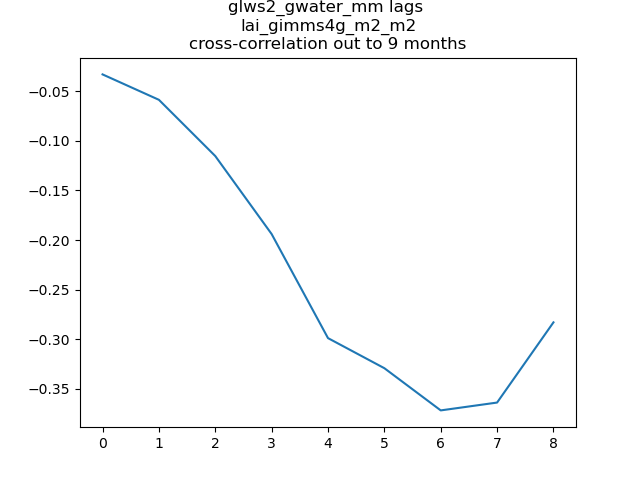 glws2_gwater_mm lags
lai_gimms4g_m2_m2
cross-correlation out to 9 months
−0.05
−0.10
−0.15
−0.20
−0.25
−0.30
−0.35
0 1 2 3 4 5 6 7 8